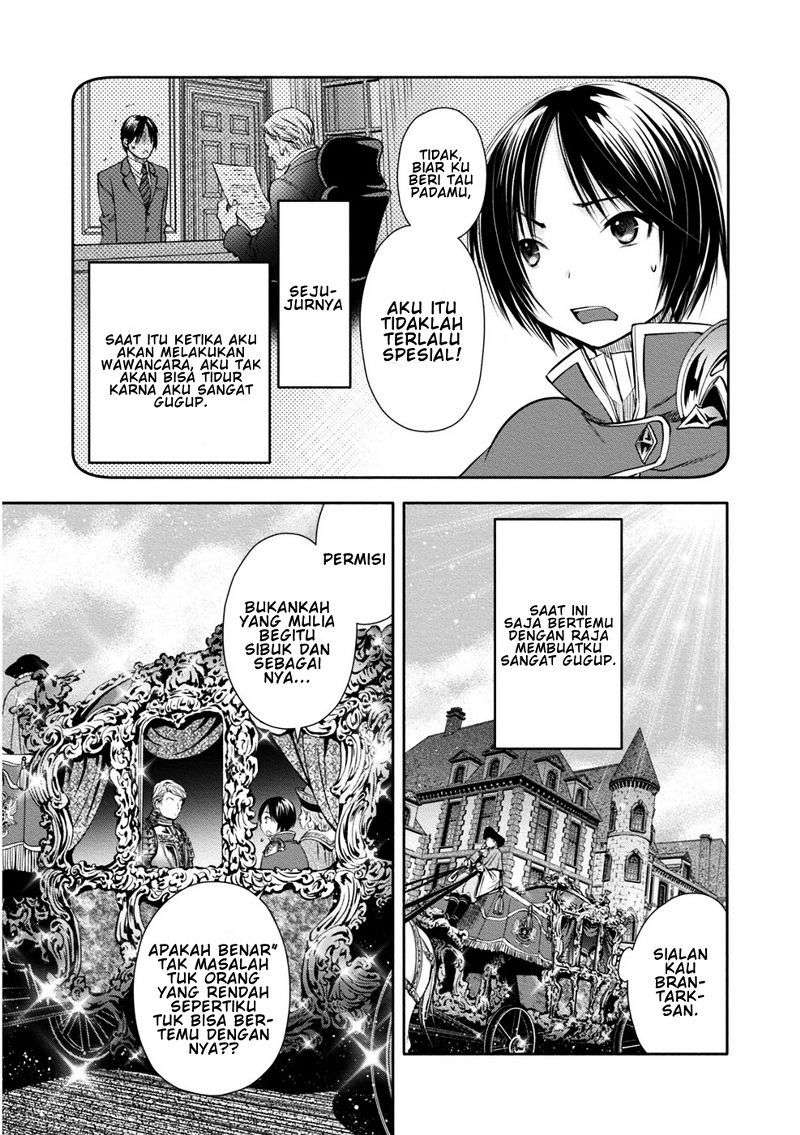 TIDAK,
BIAR KU
BERI TAU
PADAMU,
AKU ITU
TIDAKLAH
TERLALU
SPESIAL!
SEJU-
JURNYA
SAAT ITU KETIKA AKU
AKAN MELAKUKAN
WAWANCARA, AKU TAK
AKAN BISA TIDUR
KARNA AKU SANGAT
GUGUP.
SAAT INI
SAJA BERTEMU
DENGAN RAJA
MEMBUATKU
SANGAT GUGUP.
SIALAN
KAU
BRAN-
TARK-
SAN.
PERMISI
BUKANKAH
YANG MULIA
BEGITU
SIBUK DAN
SEBAGAI
NYA...
APAKAH BENAR"
TAK MASALAH
TUK ORANG
YANG RENDAH
SEPERTIKU
TUK BISA BER-
TEMU DENGAN
NYA??